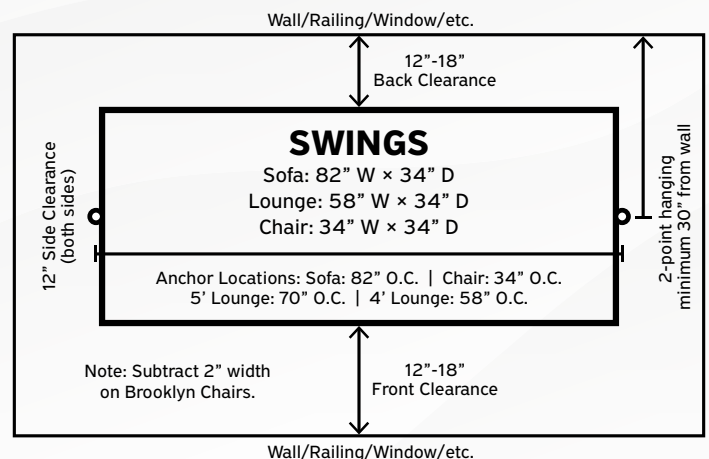 Wall/Railing/Window/etc.
12”-18”
Back Clearance
SWINGS
Sofa: 82” W × 34” D
Lounge: 58” W × 34” D
Chair: 34” W × 34” D
12” Side Clearance
(both sides)
2-point hanging
minimum 30” from wall
Anchor Locations: Sofa: 82” O.C. | Chair: 34” O.C.
5’ Lounge: 70” O.C. | 4’ Lounge: 58” O.C.
Note: Subtract 2” width
on Brooklyn Chairs.
12”-18”
Front Clearance
Wall/Railing/Window/etc.